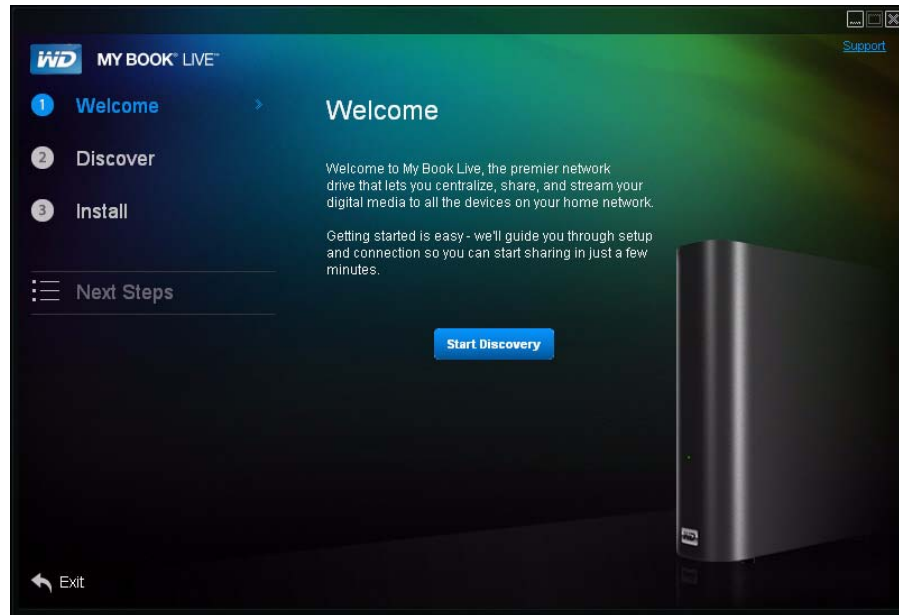 Support
WD MY BOOK® LIVE™
1 Welcome >
2 Discover
3 Install
Next Steps
Welcome
Welcome to My Book Live, the premier network
drive that lets you centralize, share, and stream your
digital media to all the devices on your home network.
Getting started is easy - we'll guide you through setup
and connection so you can start sharing in just a few
minutes.
Start Discovery
WD
Exit